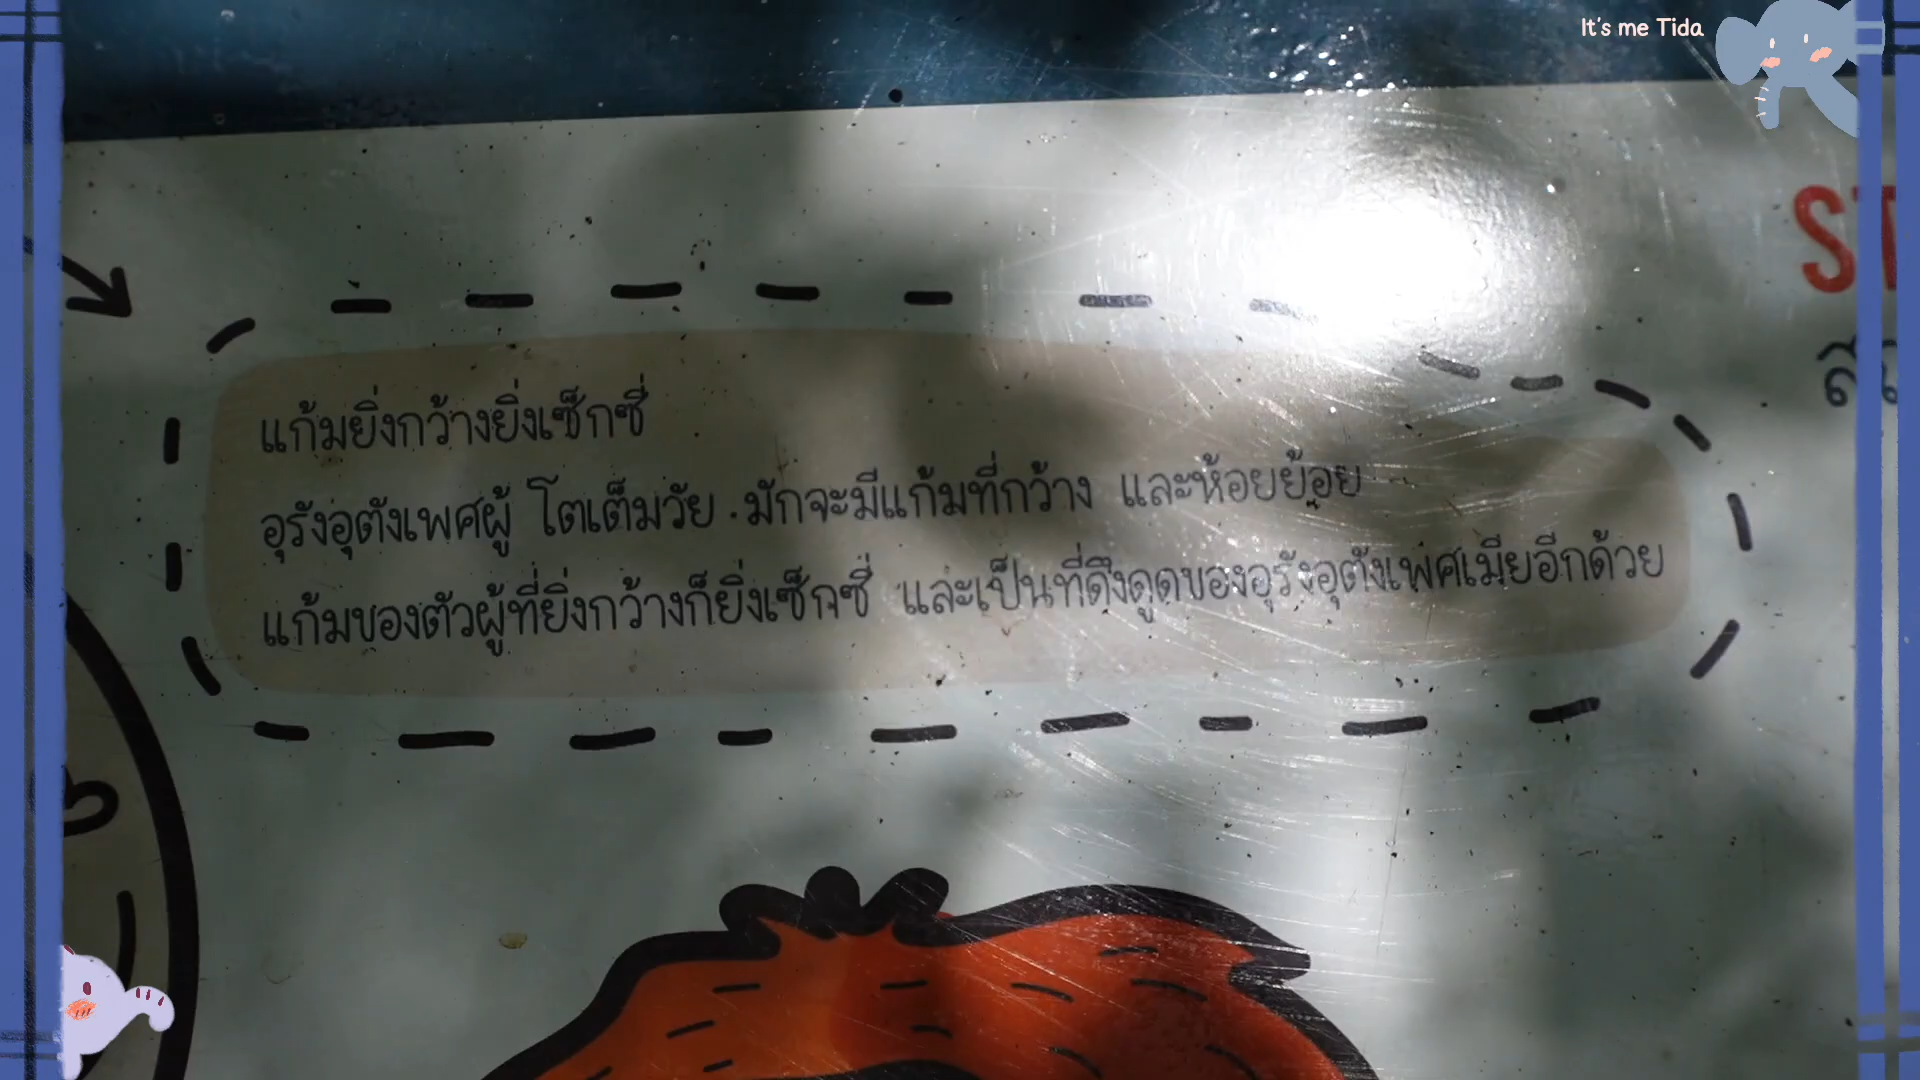 It's me Tida
ST
แก้มยิ่งกว้างยิ่งเซ็กซี่
อุรังอุตังเพศผู้ โตเต็มวัย มักจะมีแก้มที่กว้าง และห้อยย้อย
แก้มของตัวผู้ที่ยิ่งกว้างก็ยิ่งเซ็กซี่ และเป็นที่ดึงดูดของอุรังอุตังเพศเมียอีกด้วย